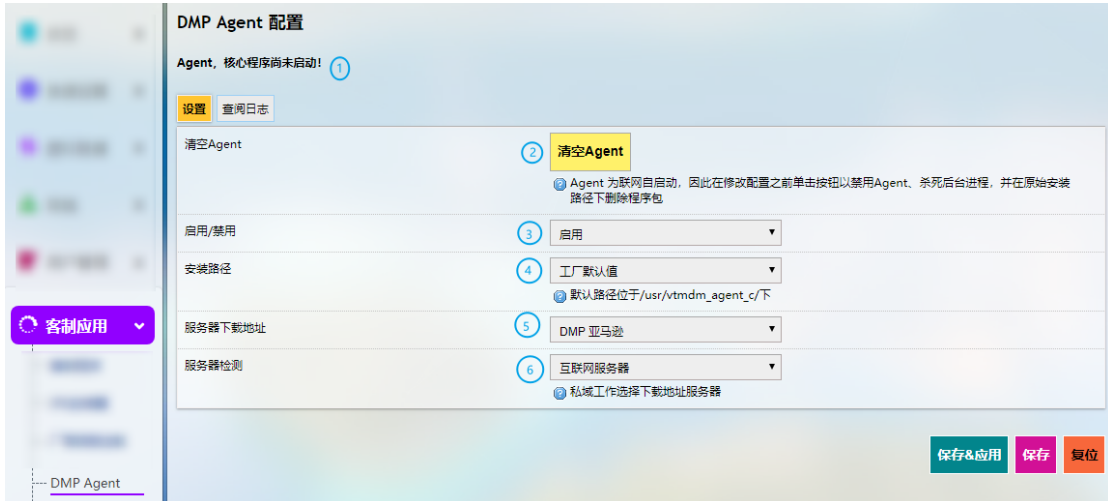 DMP Agent 配置
Agent，核心程序尚未启动！ 1
设置 查阅日志
清空Agent
2 清空Agent
Agent 为联网自启动，因此在修改配置之前单击按钮以禁用Agent、杀死后台进程，并在原始安装
路径下删除程序包
启用/禁用 3 启用
安装路径 4 工厂默认值
默认路径位于/usr/vtmdm_agent_c/下
客制应用
服务器下载地址 5 DMP 亚马逊
服务器检测 6 互联网服务器
私域工作选择下载地址服务器
保存&应用 保存 复位
DMP Agent